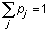 ∑_j p_j = 1